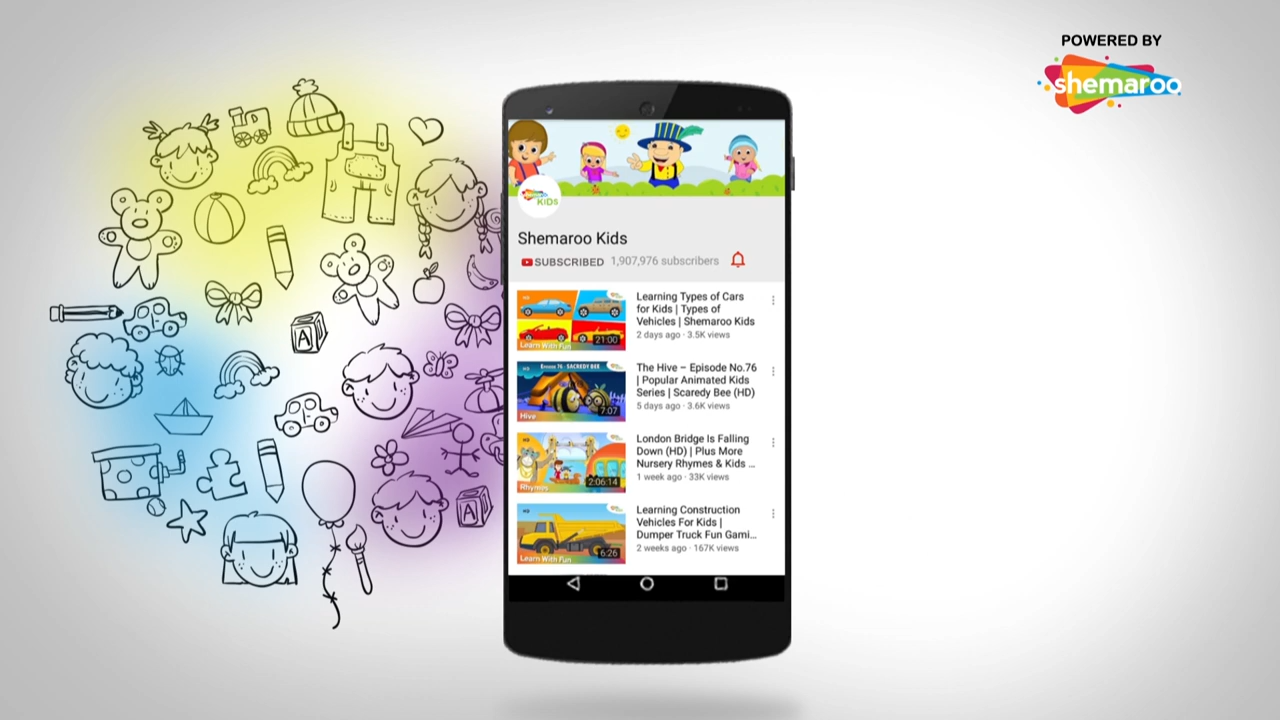 POWERED BY
shemaroo
KIDS
Shemaroo Kids
SUBSCRIBED 1,907,976 subscribers
Learning Types of Cars
for Kids | Types of
Vehicles | Shemaroo Kids
2 days ago · 3.5K views
21:00
Learn With Fun
The Hive – Episode No.76
| Popular Animated Kids
Series | Scaredy Bee (HD)
5 days ago · 3.6K views
7:07
Hive
London Bridge Is Falling
Down (HD) | Plus More
Nursery Rhymes & Kids ...
1 week ago · 33K views
2:06:14
Rhymes
Learning Construction
Vehicles For Kids |
Dumper Truck Fun Gami...
2 weeks ago · 167K views
6:26
Learn With Fun
A
A